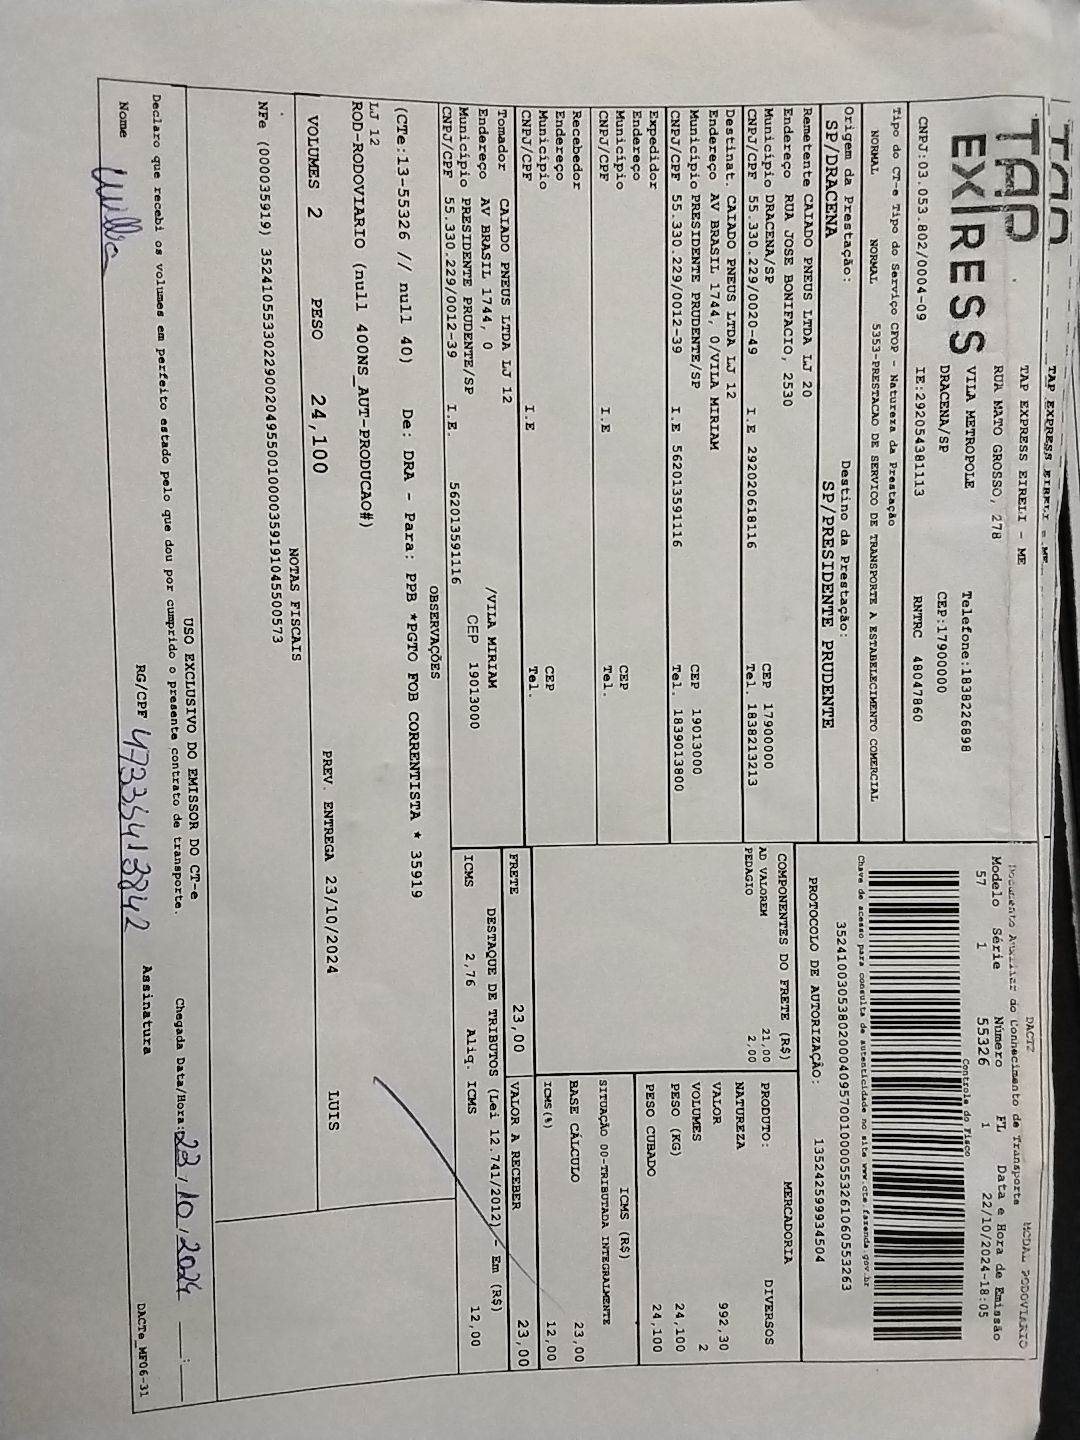 TAP EXPRESS EIRELI - ME
TAP EXPRESS
TAP EXPRESS EIRELI - ME
RUA MATO GROSSO, 278
VILA METROPOLE
DRACENA/SP
Telefone:1838226898
CEP:17900000
CNPJ:03.053.802/0004-09 IE:292054381113 RNTRC 48047860
DACTE MODAL RODOVIARIO
Documento Auxiliar do Conhecimento de Transporte
Modelo Série Número FL Data e Hora de Emissão
57 1 55326 1 22/10/2024-18:05
Controle do Fisco
Chave de acesso para consulta de autenticidade no site www.cte.fazenda.gov.br
35241003053802000409570010000553261060553263
PROTOCOLO DE AUTORIZAÇÃO: 135242599934504
Tipo do CT-e Tipo do Serviço CFOP - Natureza da Prestação
NORMAL NORMAL 5353-PRESTACAO DE SERVICO DE TRANSPORTE A ESTABELECIMENTO COMERCIAL
Origem da Prestação: Destino da Prestação:
SP/DRACENA SP/PRESIDENTE PRUDENTE
Remetente CAIADO PNEUS LTDA LJ 20
Endereço RUA JOSE BONIFACIO, 2530
Município DRACENA/SP CEP 17900000
CNPJ/CPF 55.330.229/0020-49 I.E 292020618116 Tel. 1838213213
Destinat. CAIADO PNEUS LTDA LJ 12
Endereço AV BRASIL 1744, 0/VILA MIRIAM
Município PRESIDENTE PRUDENTE/SP CEP 19013000
CNPJ/CPF 55.330.229/0012-39 I.E 562013591116 Tel. 1839013800
Expedidor
Endereço
Município CEP
CNPJ/CPF I.E Tel.
Recebedor
Endereço
Município CEP
CNPJ/CPF I.E Tel.
Tomador CAIADO PNEUS LTDA LJ 12
Endereço AV BRASIL 1744, 0 /VILA MIRIAM
Município PRESIDENTE PRUDENTE/SP CEP 19013000
CNPJ/CPF 55.330.229/0012-39 I.E. 562013591116
COMPONENTES DO FRETE (R$)
AD VALOREM 21,00
PEDAGIO 2,00
MERCADORIA
PRODUTO: DIVERSOS
NATUREZA
VALOR 992,30
VOLUMES 2
PESO (KG) 24,100
PESO CUBADO 24,100
ICMS (R$)
SITUAÇÃO 00-TRIBUTADA INTEGRALMENTE
BASE CÁLCULO 23,00
ICMS(%) 12,00
FRETE 23,00 VALOR A RECEBER 23,00
DESTAQUE DE TRIBUTOS (Lei 12.741/2012) - Em (R$)
ICMS 2,76 Aliq. ICMS 12,00
OBSERVAÇÕES
(CTe:13-55326 // null 40) De: DRA - Para: PPB *PGTO FOB CORRENTISTA * 35919
LJ 12
ROD-RODOVIARIO (null 400NS_AUT-PRODUCAO#)
VOLUMES 2 PESO 24,100 PREV. ENTREGA 23/10/2024 LUIS
NOTAS FISCAIS
NFe (000035919) 35241055330229002049550010000359191045500573
USO EXCLUSIVO DO EMISSOR DO CT-e
Declaro que recebi os volumes em perfeito estado pelo que dou por cumprido o presente contrato de transporte. Chegada Data/Hora: 23/10/2024 __:__
Nome RG/CPF 47335413842 Assinatura DACTe_MF06-31